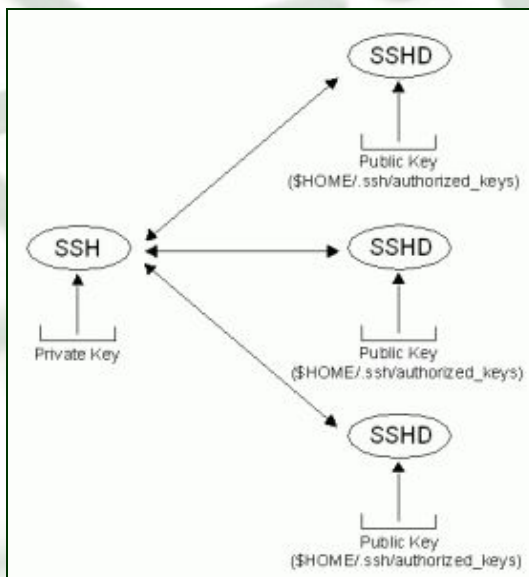 SSHD
Public Key
($HOME/.ssh/authorized_keys)
SSH
Private Key
SSHD
Public Key
($HOME/.ssh/authorized_keys)
SSHD
Public Key
($HOME/.ssh/authorized_keys)